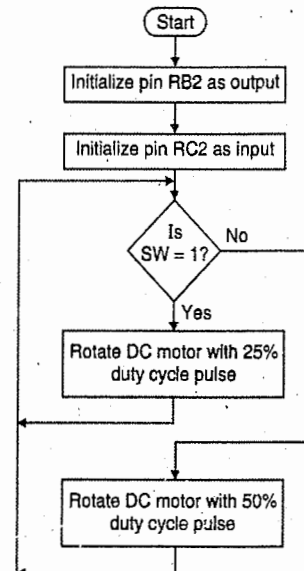 Start
Initialize pin RB2 as output
Initialize pin RC2 as input
Is
SW = 1?
No
Yes
Rotate DC motor with 25%
duty cycle pulse
Rotate DC motor with 50%
duty cycle pulse